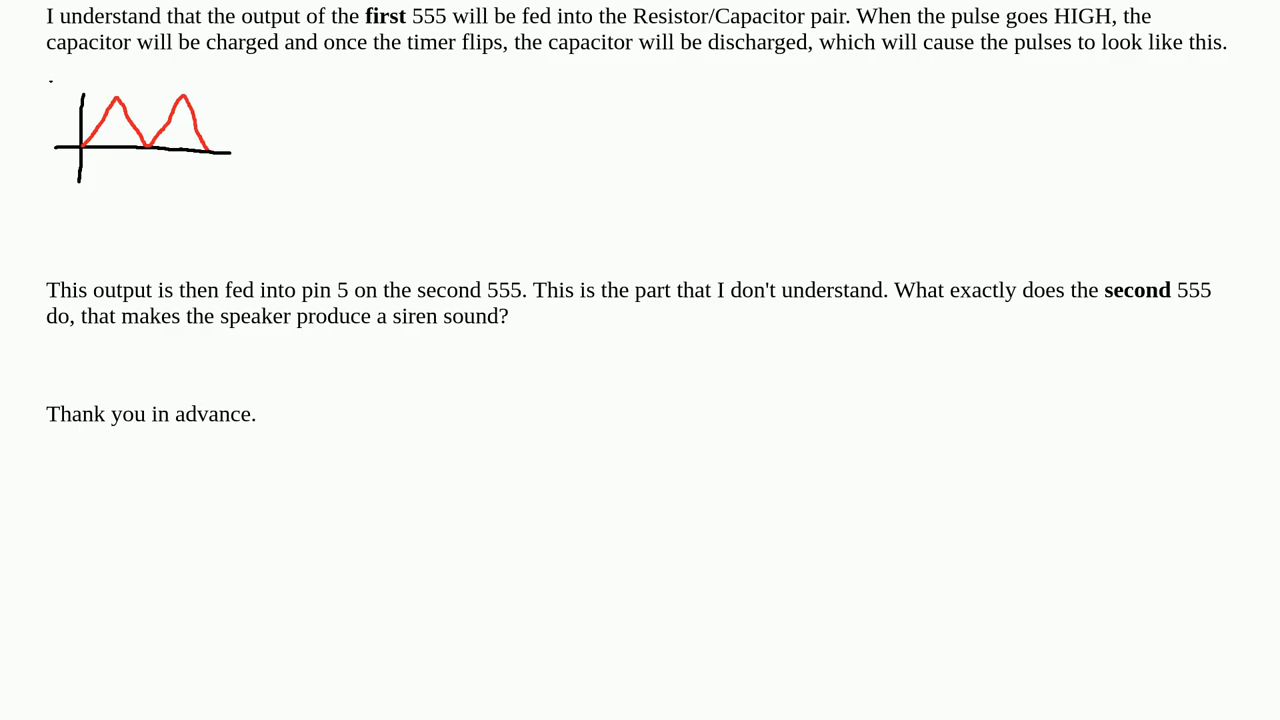 I understand that the output of the first 555 will be fed into the Resistor/Capacitor pair. When the pulse goes HIGH, the
capacitor will be charged and once the timer flips, the capacitor will be discharged, which will cause the pulses to look like this.
This output is then fed into pin 5 on the second 555. This is the part that I don't understand. What exactly does the second 555
do, that makes the speaker produce a siren sound?
Thank you in advance.